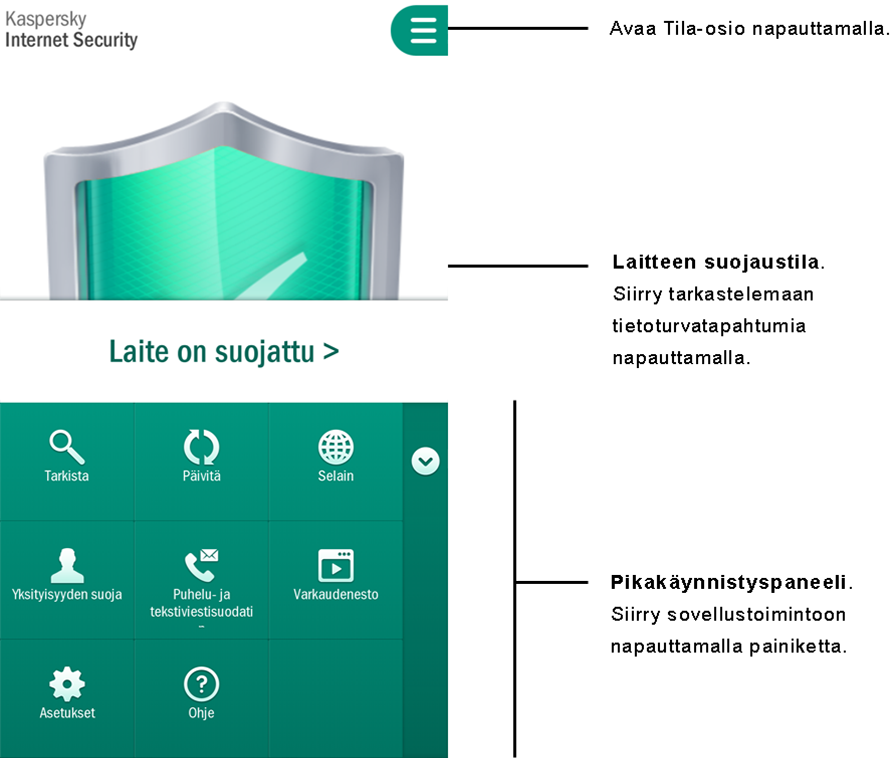 Kaspersky
Internet Security
Avaa Tila-osio napauttamalla.
Laitteen suojaustila.
Siirry tarkastelemaan
tietoturvatapahtumia
napauttamalla.
Laite on suojattu >
Tarkista
Päivitä
Selain
Yksityisyyden suoja
Puhelu- ja
tekstiviestisuodati
...
Varkaudenesto
Pikakäynnistyspaneeli.
Siirry sovellustoimintoon
napauttamalla painiketta.
Asetukset
Ohje